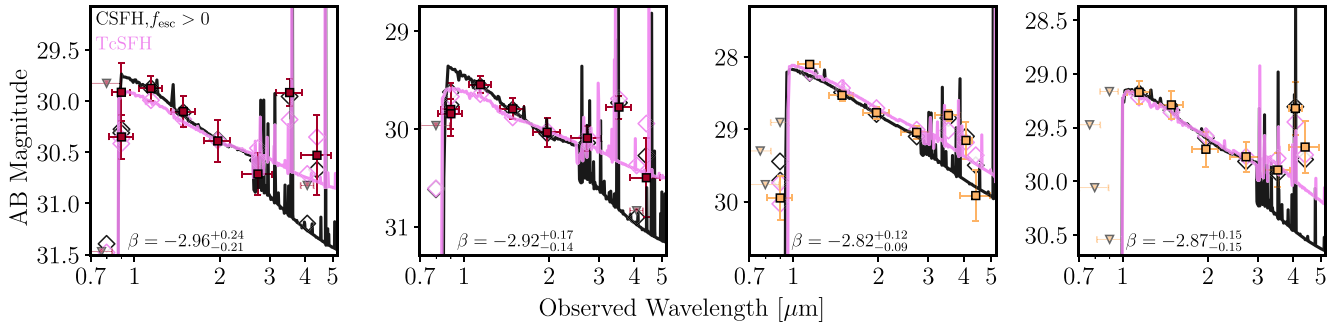 CSFH, f_esc > 0
TcSFH
AB Magnitude
29.5
30.0
30.5
31.0
31.5
0.7 1 2 3 5
β = −2.96^{+0.24}_{−0.21}
29
30
31
0.7 1 2 3 5
β = −2.92^{+0.17}_{−0.14}
28
29
30
0.7 1 2 3 5
β = −2.82^{+0.12}_{−0.09}
28.5
29.0
29.5
30.0
30.5
0.7 1 2 3 5
β = −2.87^{+0.15}_{−0.15}
Observed Wavelength [μm]